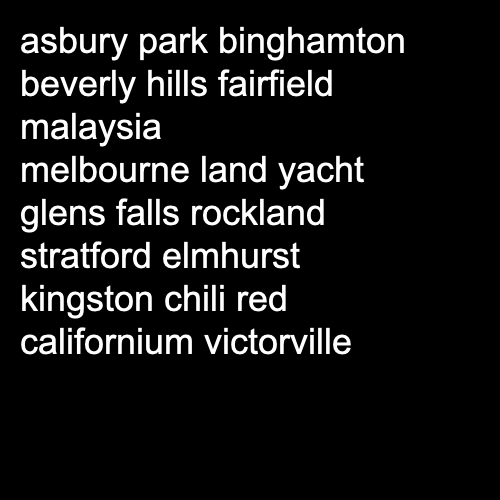 asbury park binghamton
beverly hills fairfield
malaysia
melbourne land yacht
glens falls rockland
stratford elmhurst
kingston chili red
californium victorville